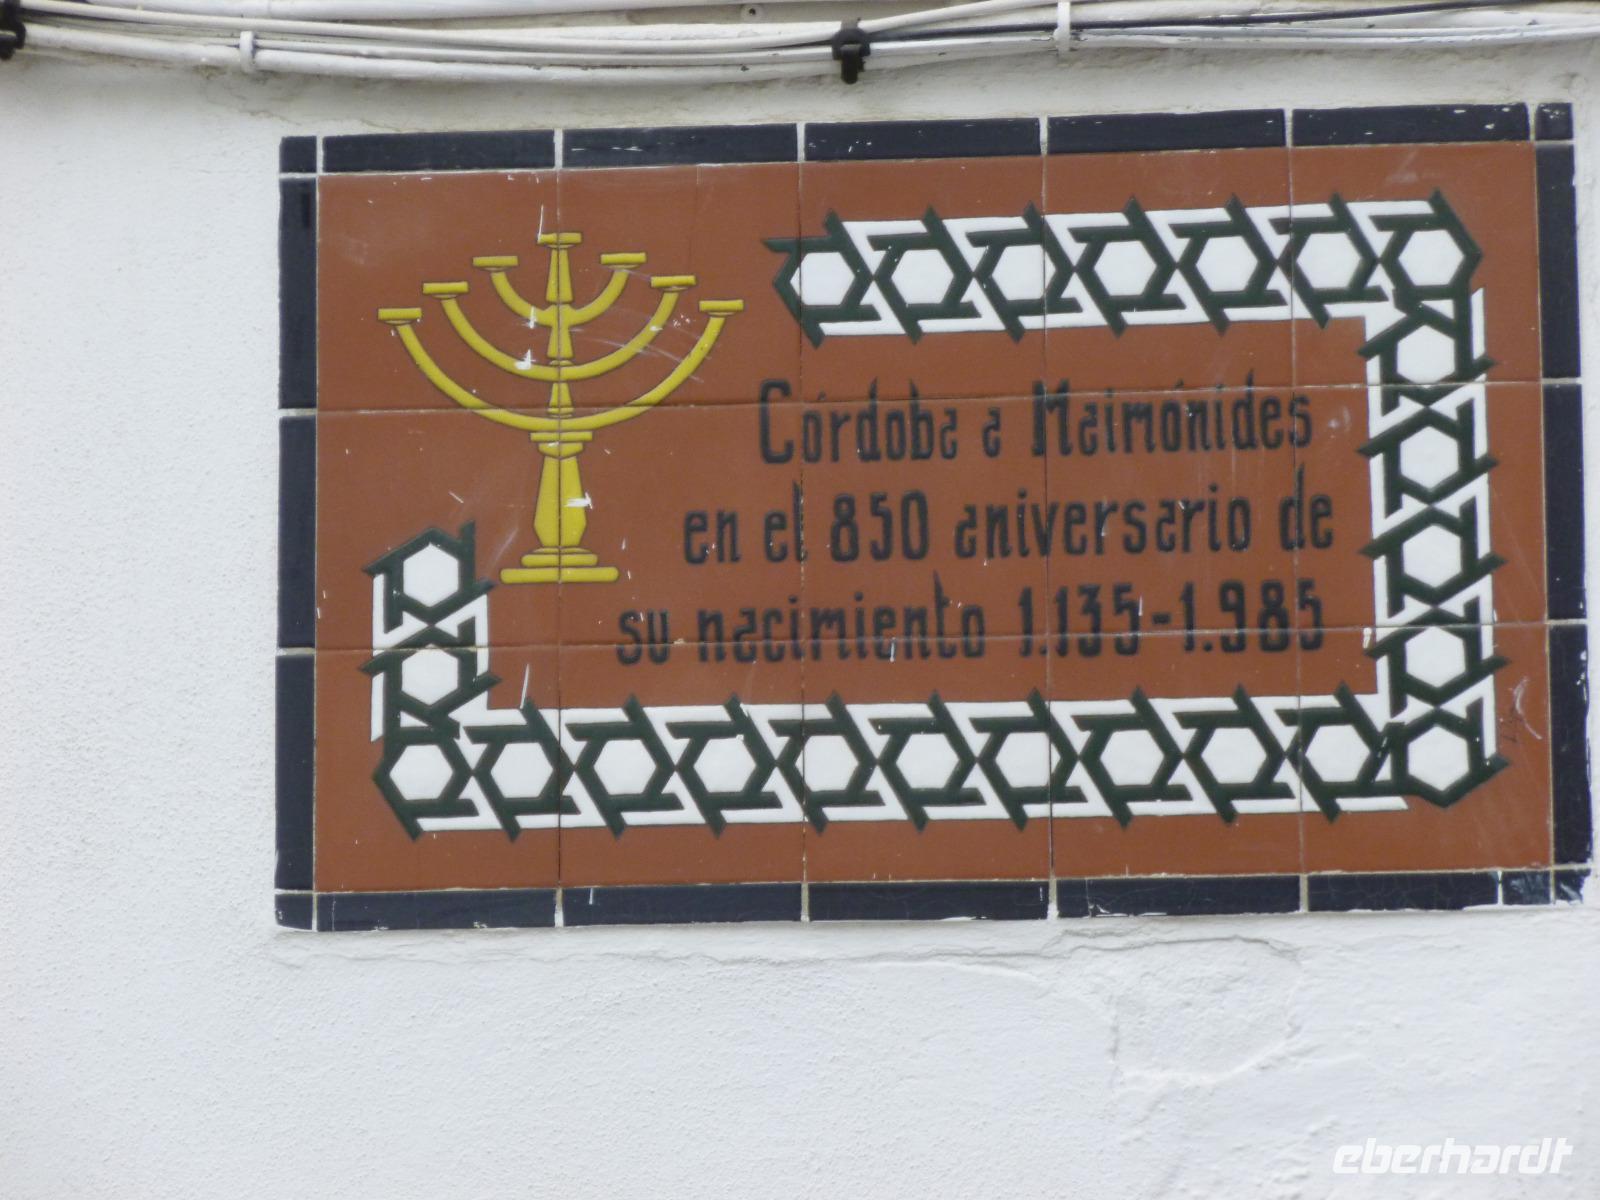 Córdoba a Maimónides
en el 850 aniversario de
su nacimiento 1.135-1.985
eberhardt